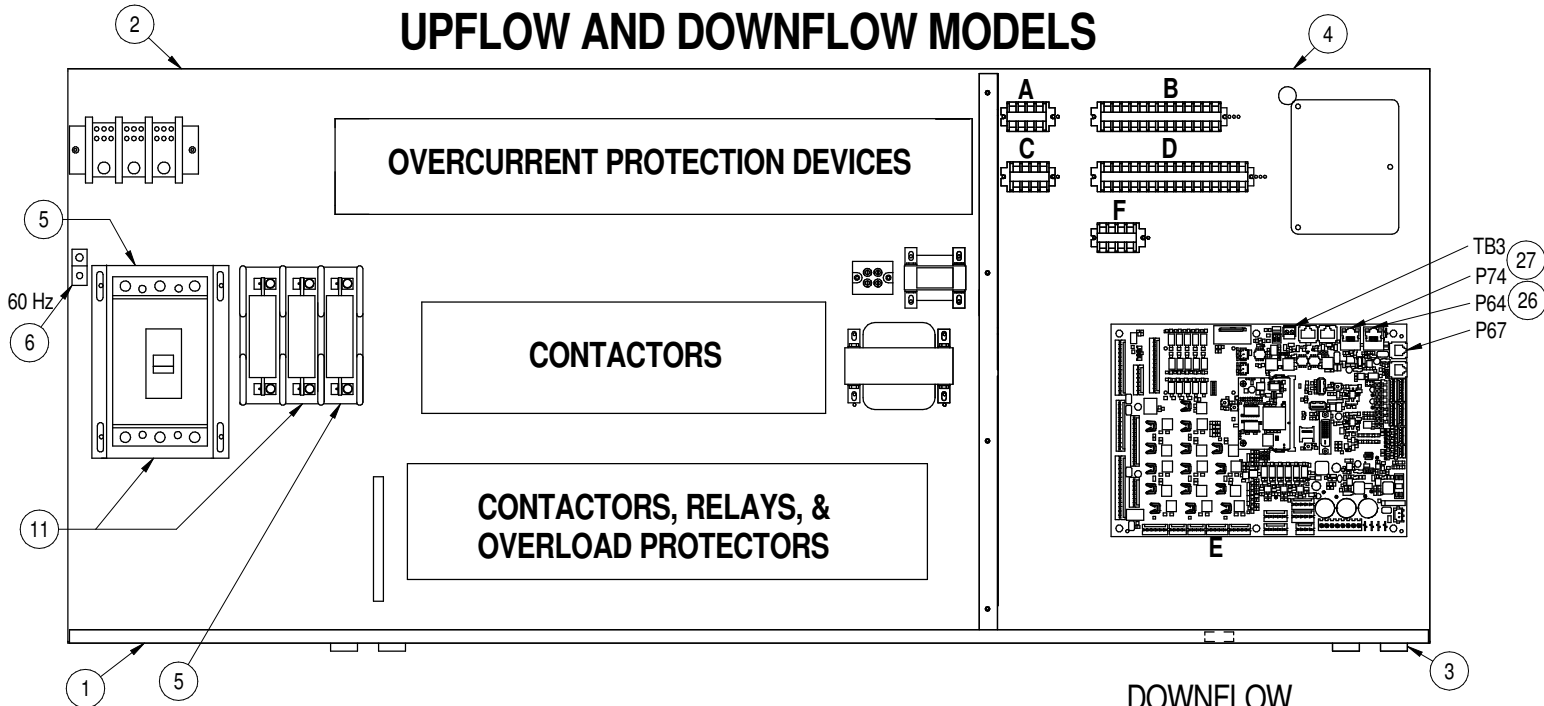 UPFLOW AND DOWNFLOW MODELS
2
4
A
B
OVERCURRENT PROTECTION DEVICES
C
D
F
5
TB3
P74 27
60 Hz
P64 26
6
P67
CONTACTORS
CONTACTORS, RELAYS, &
OVERLOAD PROTECTORS
11
E
1
5
3
DOWNFLOW